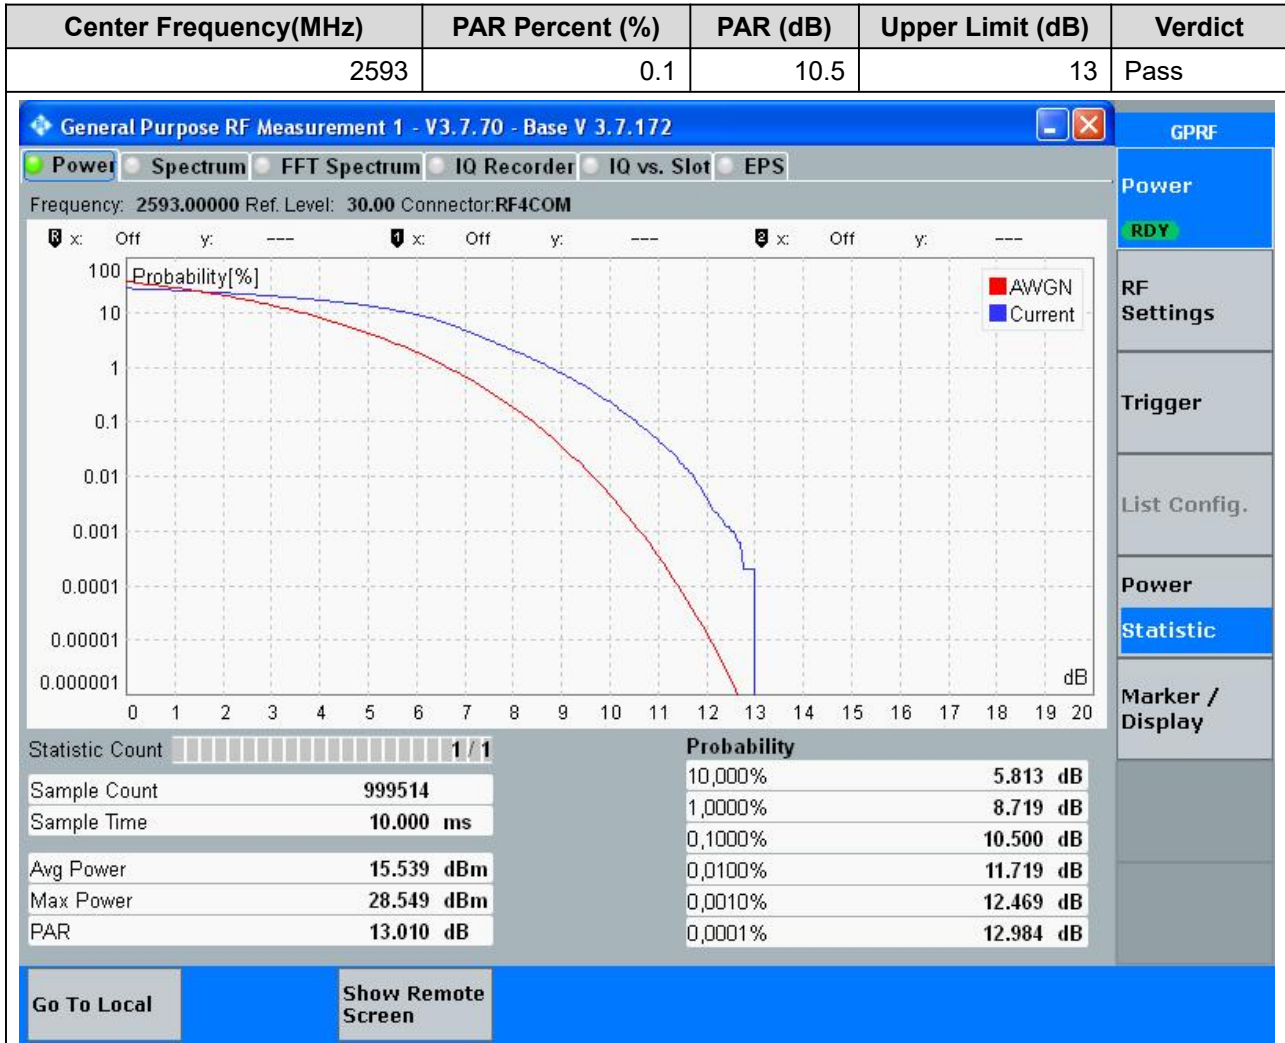 Center Frequency(MHz) PAR Percent (%) PAR (dB) Upper Limit (dB) Verdict
2593 0.1 10.5 13 Pass
General Purpose RF Measurement 1 - V3.7.70 - Base V 3.7.172
GPRF
Power Spectrum FFT Spectrum IQ Recorder IQ vs. Slot EPS
Frequency: 2593.00000 Ref. Level: 30.00 Connector:RF4COM
R x: Off y: --- 1 x: Off y: --- 2 x: Off y: ---
Probability[%]
AWGN
Current
100
10
1
0.1
0.01
0.001
0.0001
0.00001
0.000001
dB
0 1 2 3 4 5 6 7 8 9 10 11 12 13 14 15 16 17 18 19 20
Statistic Count 1 / 1
Sample Count 999514
Sample Time 10.000 ms
Avg Power 15.539 dBm
Max Power 28.549 dBm
PAR 13.010 dB
Probability
10,000% 5.813 dB
1,0000% 8.719 dB
0,1000% 10.500 dB
0,0100% 11.719 dB
0,0010% 12.469 dB
0,0001% 12.984 dB
Power
RDY
RF
Settings
Trigger
List Config.
Power
Statistic
Marker /
Display
Go To Local
Show Remote
Screen